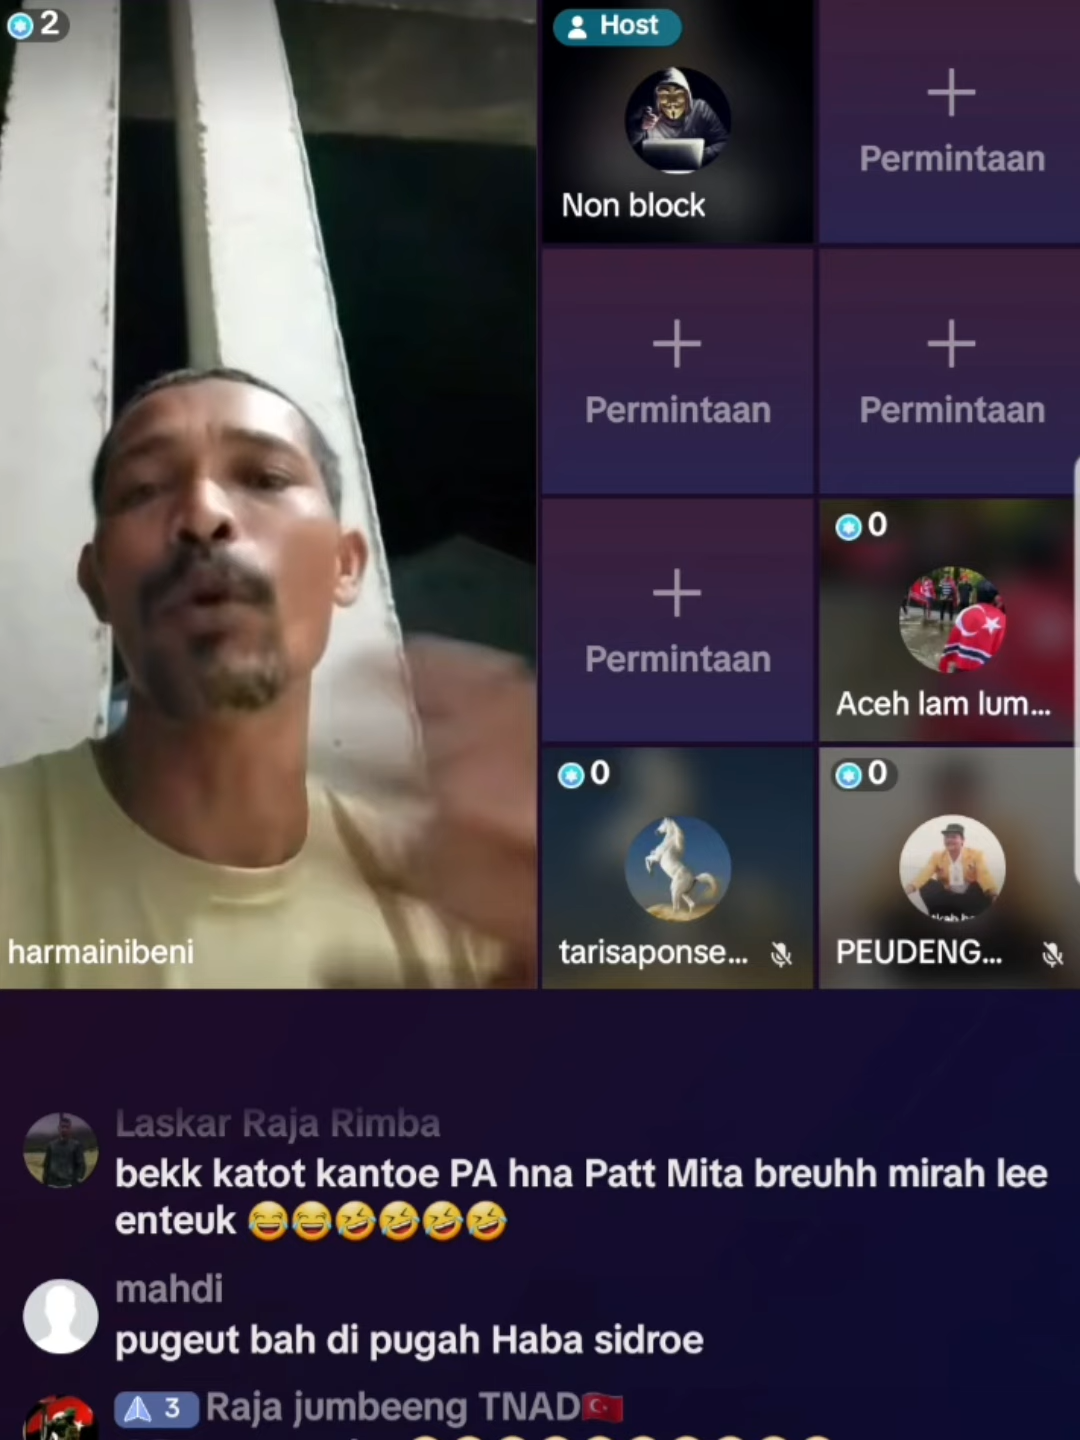 2
Host
Non block
Permintaan
Permintaan
Permintaan
Permintaan
0
Aceh lam lum...
0
tarisaponse...
0
PEUDENG...
harmainibeni
Laskar Raja Rimba
bekk katot kantoe PA hna Patt Mita breuhh mirah lee
enteuk 😂😂🤣🤣🤣🤣
mahdi
pugeut bah di pugah Haba sidroe
3 Raja jumbeeng TNAD🇹🇷